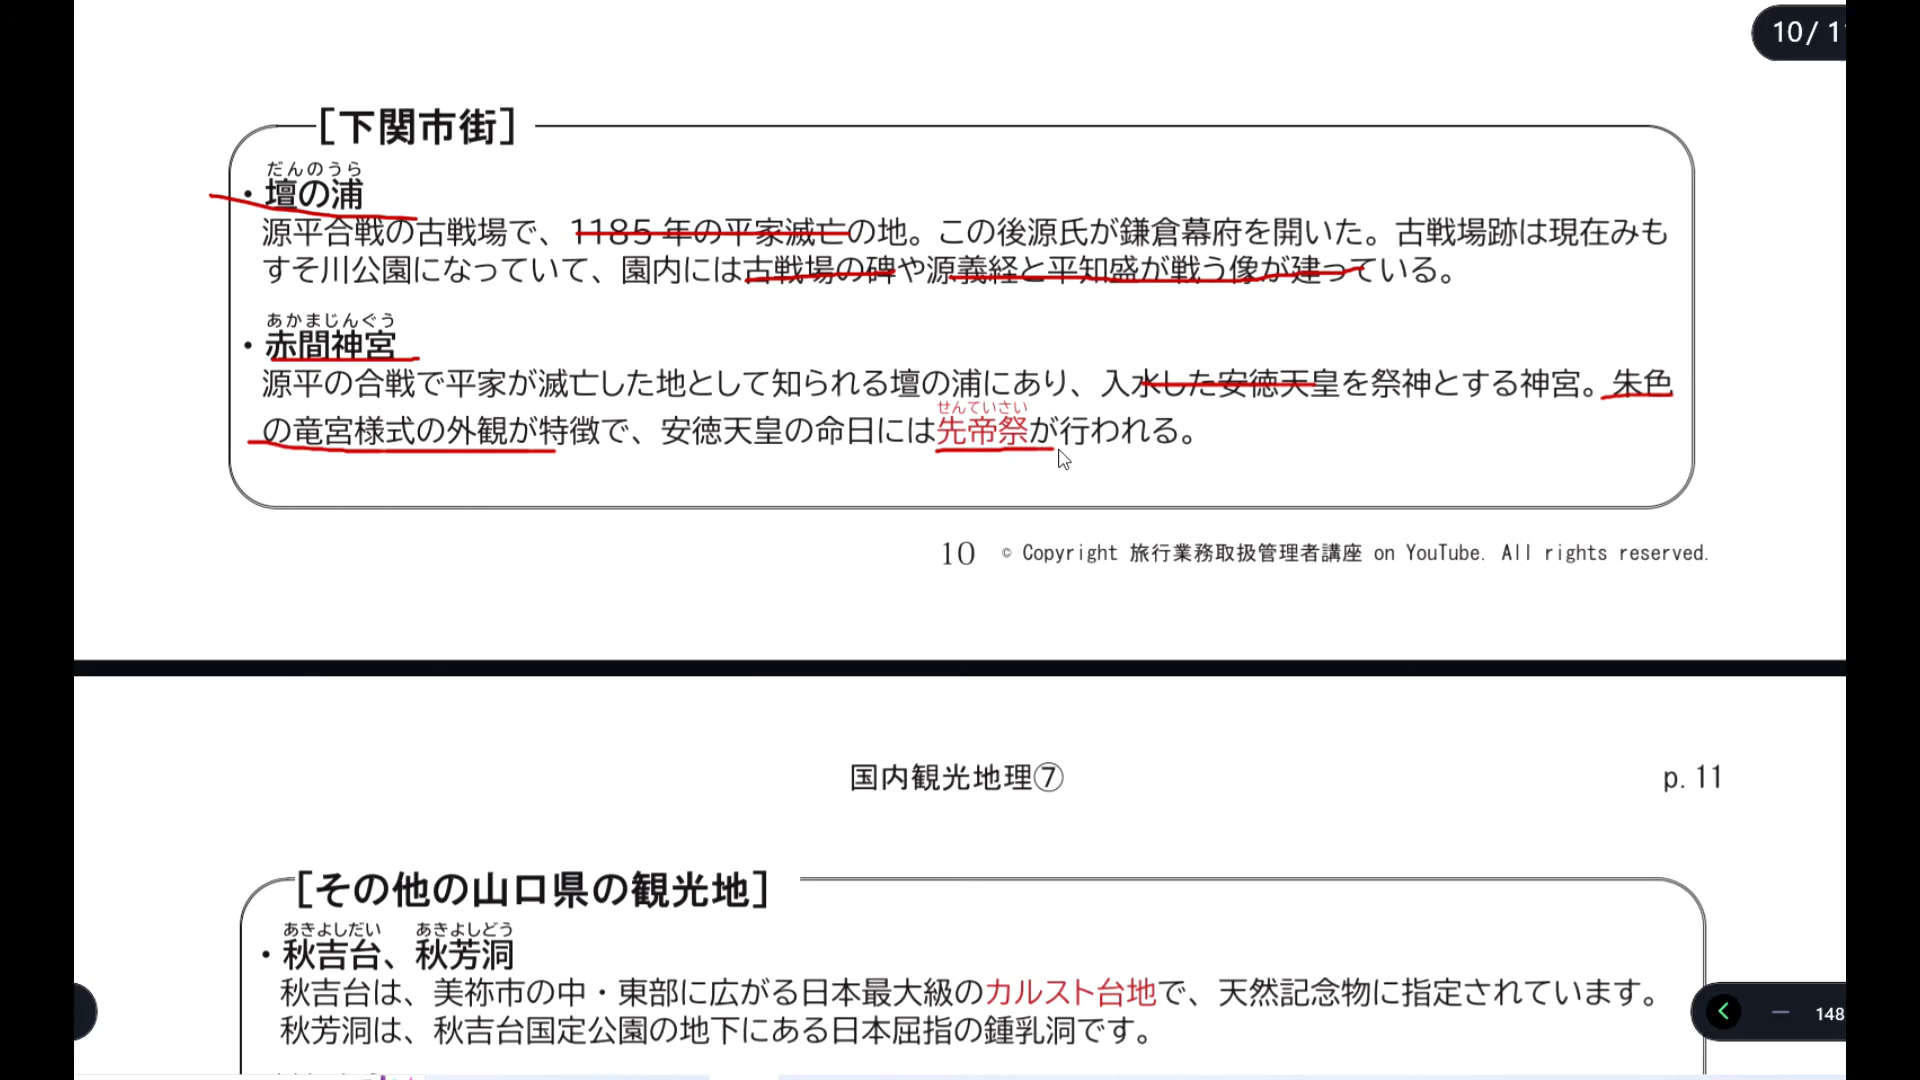 10/ 1
[下関市街]
だんのうら
・壇の浦
源平合戦の古戦場で、1185 年の平家滅亡の地。この後源氏が鎌倉幕府を開いた。古戦場跡は現在みも
すそ川公園になっていて、園内には古戦場の碑や源義経と平知盛が戦う像が建っている。
あかまじんぐう
・赤間神宮
源平の合戦で平家が滅亡した地として知られる壇の浦にあり、入水した安徳天皇を祭神とする神宮。朱色
せんていさい
の竜宮様式の外観が特徴で、安徳天皇の命日には先帝祭が行われる。
10 © Copyright 旅行業務取扱管理者講座 on YouTube. All rights reserved.
国内観光地理⑦ p. 11
[その他の山口県の観光地]
あきよしだい あきよしどう
・秋吉台、秋芳洞
秋吉台は、美祢市の中・東部に広がる日本最大級のカルスト台地で、天然記念物に指定されています。
秋芳洞は、秋吉台国定公園の地下にある日本屈指の鍾乳洞です。
148